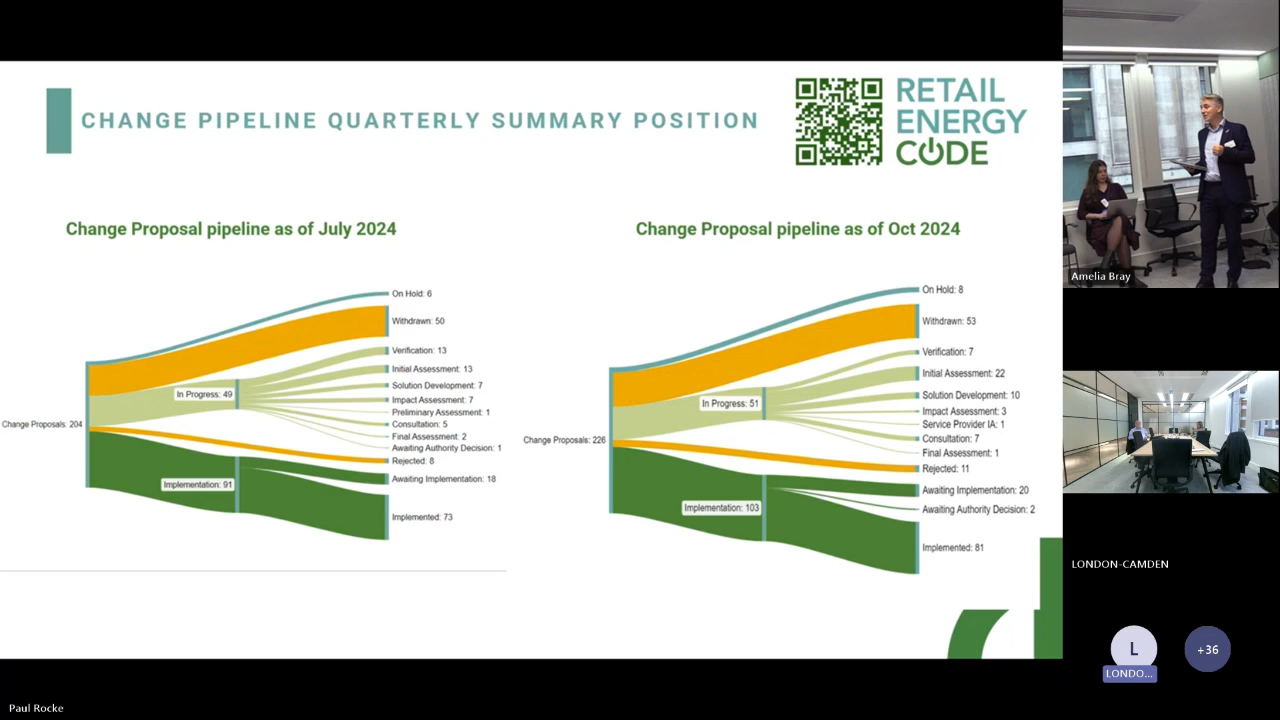 CHANGE PIPELINE QUARTERLY SUMMARY POSITION
RETAIL
ENERGY
CODE
Change Proposal pipeline as of July 2024
On Hold: 6
Withdrawn: 50
Verification: 13
Initial Assessment: 13
In Progress: 49
Solution Development: 7
Impact Assessment: 7
Preliminary Assessment: 1
Change Proposals: 204
Consultation: 5
Final Assessment: 2
Awaiting Authority Decision: 1
Rejected: 8
Awaiting Implementation: 18
Implementation: 91
Implemented: 73
Change Proposal pipeline as of Oct 2024
On Hold: 8
Withdrawn: 53
Verification: 7
Initial Assessment: 22
Solution Development: 10
In Progress: 51
Impact Assessment: 3
Service Provider IA: 1
Change Proposals: 226
Consultation: 7
Final Assessment: 1
Rejected: 11
Awaiting Implementation: 20
Implementation: 103
Awaiting Authority Decision: 2
Implemented: 81
Amelia Bray
LONDON-CAMDEN
L
LONDO...
+36
Paul Rocke